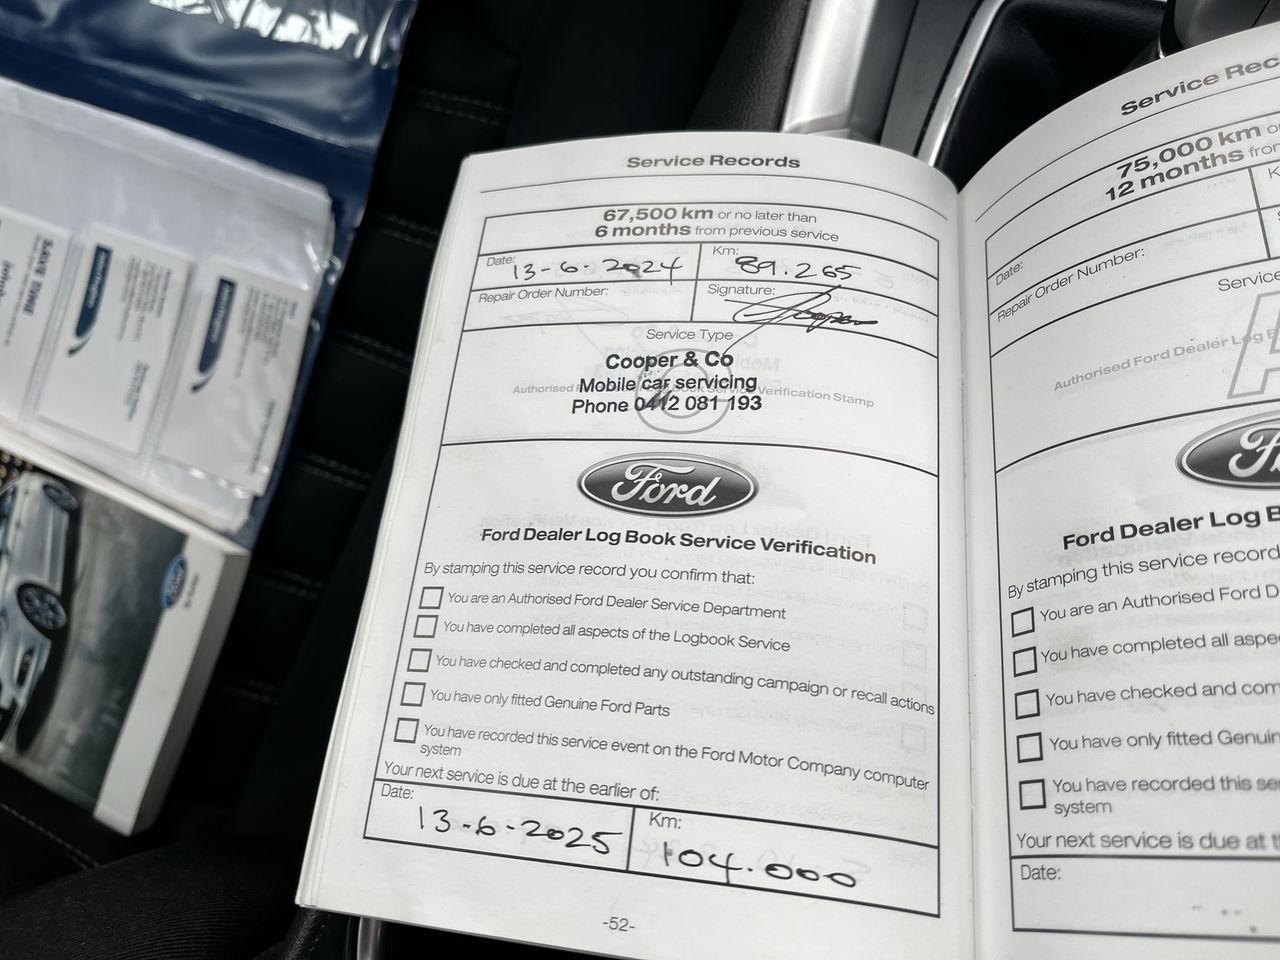 Service Records
67,500 km or no later than
6 months from previous service
Date: 13-6-2024
Km: 89.265
Repair Order Number:
Signature: Cooper
Service Type
Cooper & Co
Authorised Ford Dealer Log Book Service Verification Stamp
Mobile car servicing
Phone 0412 081 193
Ford
Ford Dealer Log Book Service Verification
By stamping this service record you confirm that:
You are an Authorised Ford Dealer Service Department
You have completed all aspects of the Logbook Service
You have checked and completed any outstanding campaign or recall actions
You have only fitted Genuine Ford Parts
You have recorded this service event on the Ford Motor Company computer
system
Your next service is due at the earlier of:
Date: 13-6-2025
Km: 104.000
-52-
Service Rec
75,000 km o
12 months from
Date:
K
Repair Order Number:
S
Service
Authorised Ford Dealer Log B
Ford Dealer Log B
By stamping this service record
You are an Authorised Ford D
You have completed all aspe
You have checked and com
You have only fitted Genuin
You have recorded this se
system
Your next service is due at t
Date: